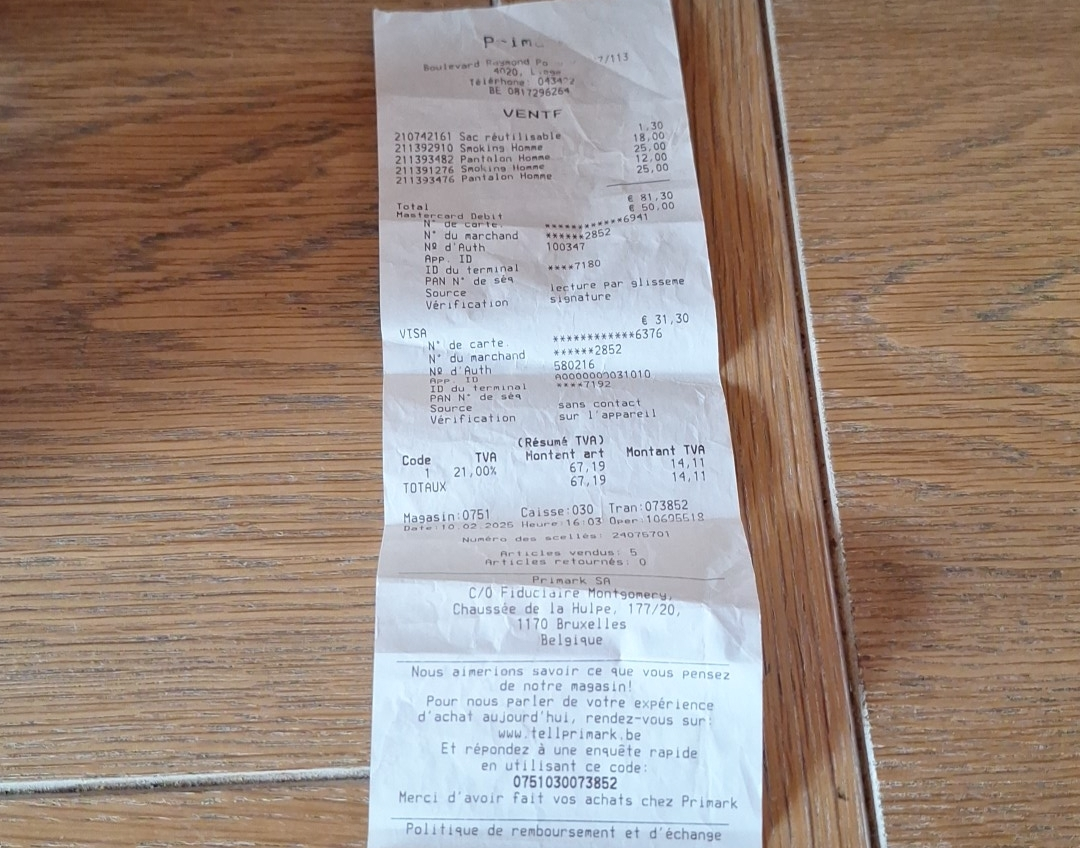 Boulevard Raymond 7/113
4020,
Téléphone:
BE 0817296264
VENTE
210742161 Sac réutilisable 1,30
211392910 Smoking Homme 18,00
211393482 Pantalon Homme 25,00
211391276 Smoking Homme 12,00
211393476 Pantalon Homme 25,00
Total € 81,30
Mastercard Debit € 50,00
N° de carte. ************6941
N° du marchand ******2852
Nº d'Auth 100347
App. ID
ID du terminal ****7180
PAN N° de séq
Source lecture par glisseme
Vérification signature
VISA € 31,30
N° de carte. ************6376
N° du marchand ******2852
Nº d'Auth 580216
App. ID A0000000031010
ID du terminal ****7192
PAN N° de séq
Source sans contact
Vérification sur l'appareil
(Résumé TVA)
Code TVA Montant art Montant TVA
1 21,00% 67,19 14,11
TOTAUX 67,19 14,11
Magasin:0751 Caisse:030 Tran:073852
Date:10.02.2025 Heure:16:03 Oper:10695518
Numéro des scellés: 24075701
Articles vendus: 5
Articles retournés: 0
Primark SA
C/O Fiduciaire Montgomery,
Chaussée de la Hulpe, 177/20,
1170 Bruxelles
Belgique
Nous aimerions savoir ce que vous pensez
de notre magasin!
Pour nous parler de votre expérience
d'achat aujourd'hui, rendez-vous sur:
www.tellprimark.be
Et répondez à une enquête rapide
en utilisant ce code:
0751030073852
Merci d'avoir fait vos achats chez Primark
Politique de remboursement et d'échange